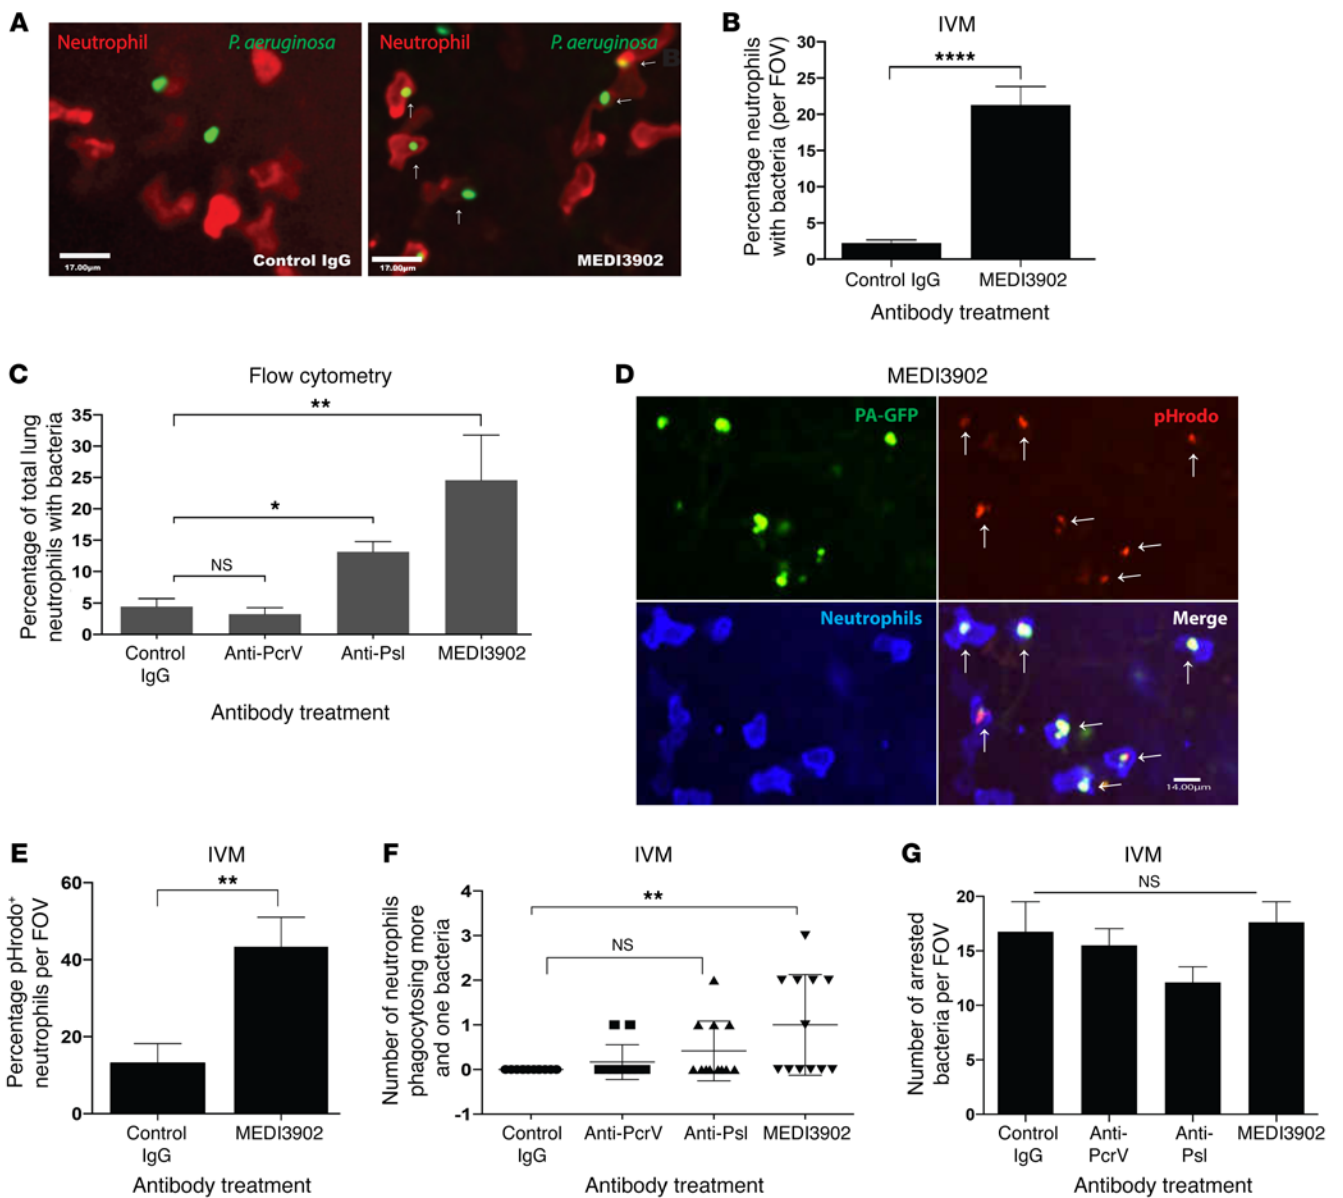 A
Neutrophil
P. aeruginosa
17.00µm
Control IgG
Neutrophil
P. aeruginosa
B
17.00µm
MEDI3902
B
IVM
Percentage neutrophils
with bacteria (per FOV)
30
25
20
15
10
5
0
****
Control IgG
MEDI3902
Antibody treatment
C
Flow cytometry
Percentage of total lung
neutrophils with bacteria
35
30
25
20
15
10
5
0
**
*
NS
Control
IgG
Anti-PcrV
Anti-Psl
MEDI3902
Antibody treatment
D
MEDI3902
PA-GFP
pHrodo
Neutrophils
Merge
14.00µm
E
IVM
Percentage pHrodo+
neutrophils per FOV
60
40
20
0
**
Control
IgG
MEDI3902
Antibody treatment
F
IVM
Number of neutrophils
phagocytosing more
and one bacteria
4
3
2
1
0
-1
**
NS
Control
IgG
Anti-PcrV
Anti-Psl
MEDI3902
Antibody treatment
G
IVM
Number of arrested
bacteria per FOV
20
15
10
5
0
NS
Control
IgG
Anti-
PcrV
Anti-
Psl
MEDI3902
Antibody treatment